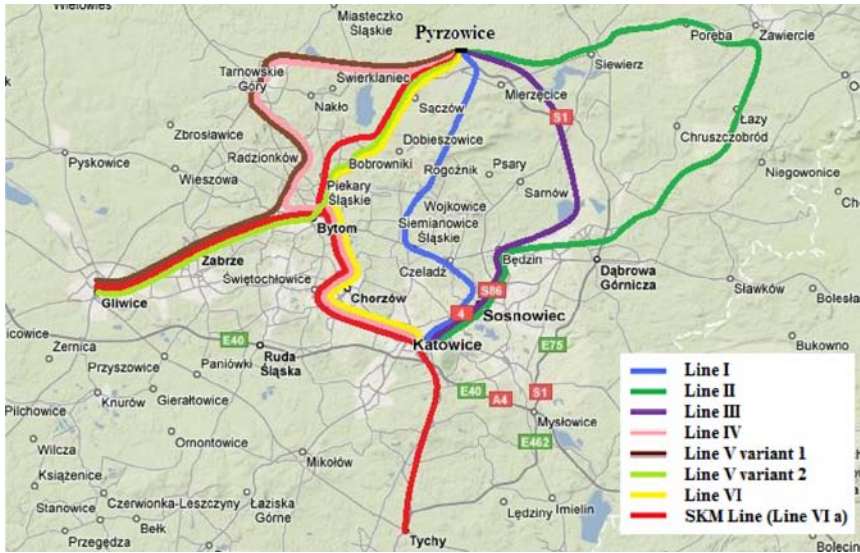 Wielowieś
Miasteczko
Śląskie
Pyrzowice
Poręba
Zawiercie
Siewierz
Tarnowskie
Góry
Świerklaniec
Nakło
Sączów
Mierzęcice
S1
Zbrosławice
Dobieszowice
Łazy
Chruszczobród
Pyskowice
Radzionków
Bobrowniki
Rogoźnik
Psary
Niegonowice
Wieszowa
Piekary
Śląskie
Sarnów
Wojkowice
Siemianowice
Śląskie
Bytom
Zabrze
Czeladź
Będzin
Dąbrowa
Górnicza
Gliwice
Świętochłowice
Chorzów
S86
Sławków
Bolesła
4
Sosnowiec
E40
Katowice
E75
Bukowno
Żernica
Ruda
Śląska
Przyszowice
Paniówki
E40
A4
S1
Knurów
Gierałtowice
Mysłowice
Pilchowice
Ornontowice
E462
Wilcza
Mikołów
Książenice
Czerwionka-Leszczyny
Łaziska
Górne
Stanowice
Bełk
Lędziny
Imielin
Przegędza
Tychy
Line I
Line II
Line III
Line IV
Line V variant 1
Line V variant 2
Line VI
SKM Line (Line VI a)